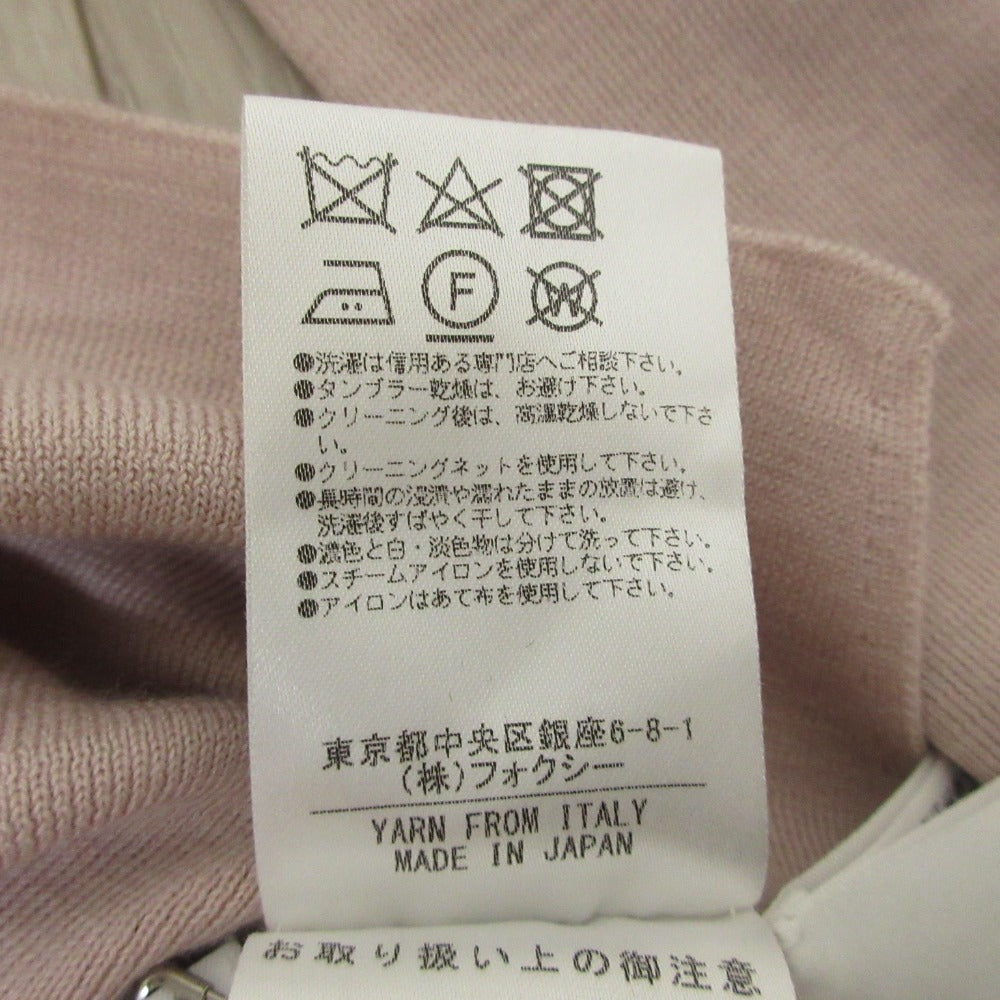 F
W
●洗濯は信用ある専門店へご相談下さい。
●タンブラー乾燥は、お避け下さい。
●クリーニング後は、高温乾燥しないで下さ
い。
●クリーニングネットを使用して下さい。
●長時間の浸漬や濡れたままの放置は避け、
洗濯後すばやく干して下さい。
●濃色と白・淡色物は分けて洗って下さい。
●スチームアイロンを使用しないで下さい。
●アイロンはあて布を使用して下さい。
東京都中央区銀座6-8-1
(株)フォクシー
YARN FROM ITALY
MADE IN JAPAN
お取り扱い上の御注意